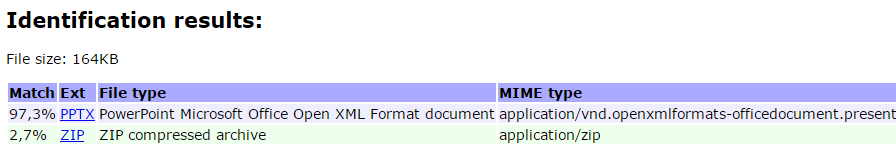 Identification results:
File size: 164KB
Match Ext File type MIME type
97,3% PPTX PowerPoint Microsoft Office Open XML Format document application/vnd.openxmlformats-officedocument.present
2,7% ZIP ZIP compressed archive application/zip